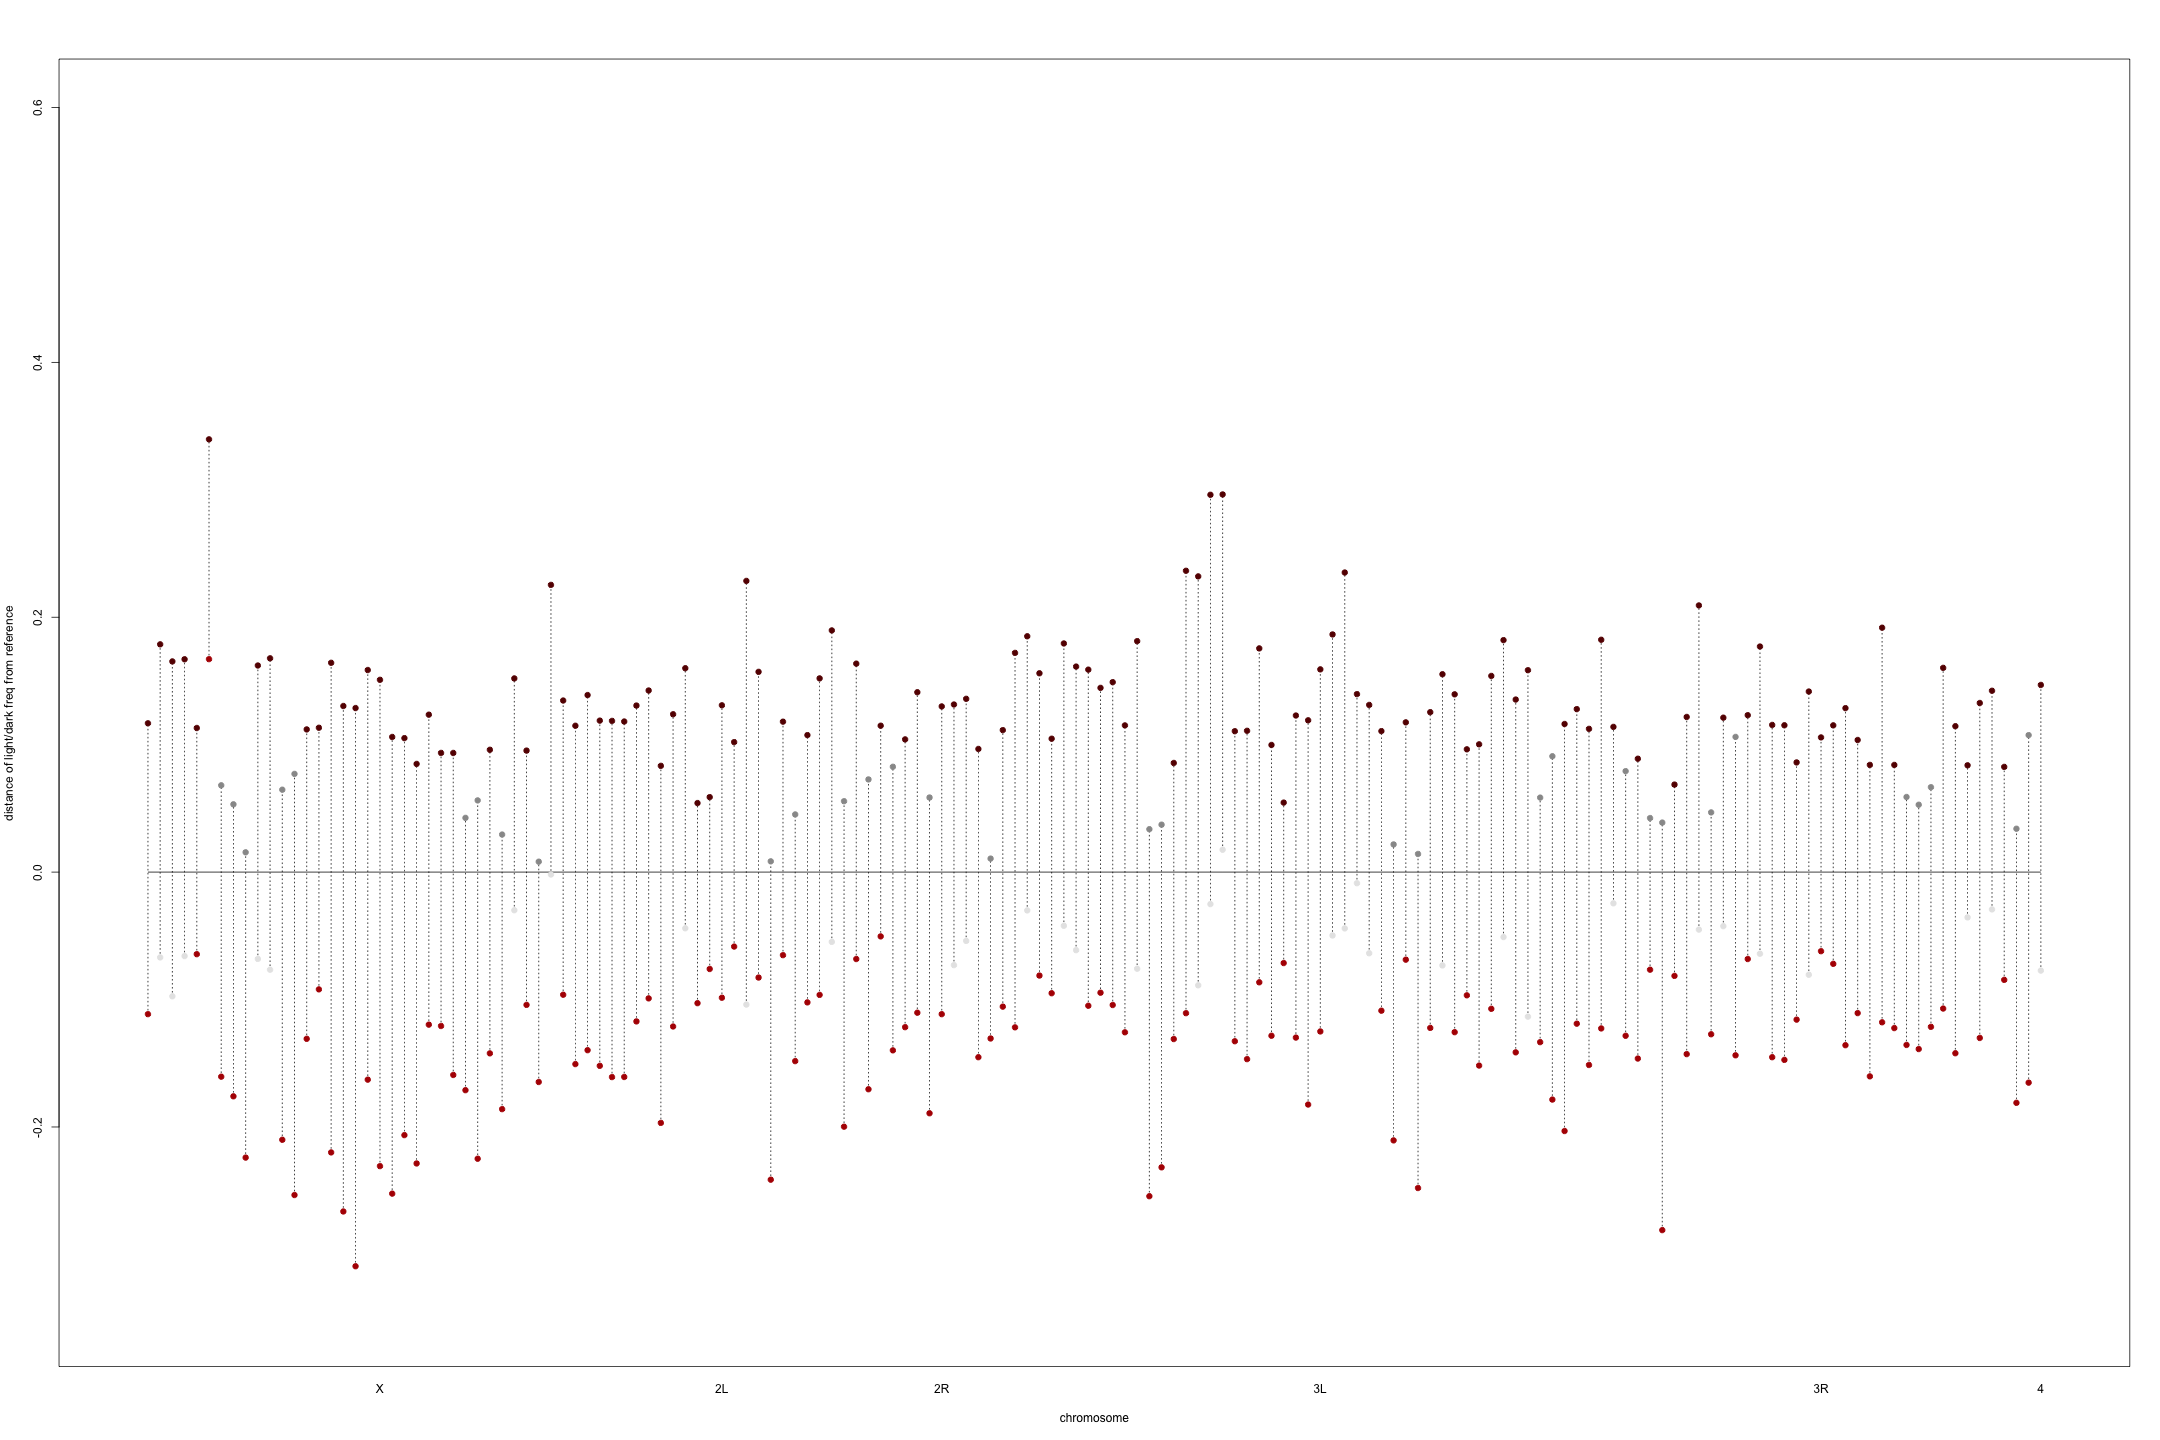 distance of light/dark freq from reference
0.6
0.4
0.2
0.0
-0.2
X 2L 2R 3L 3R 4
chromosome